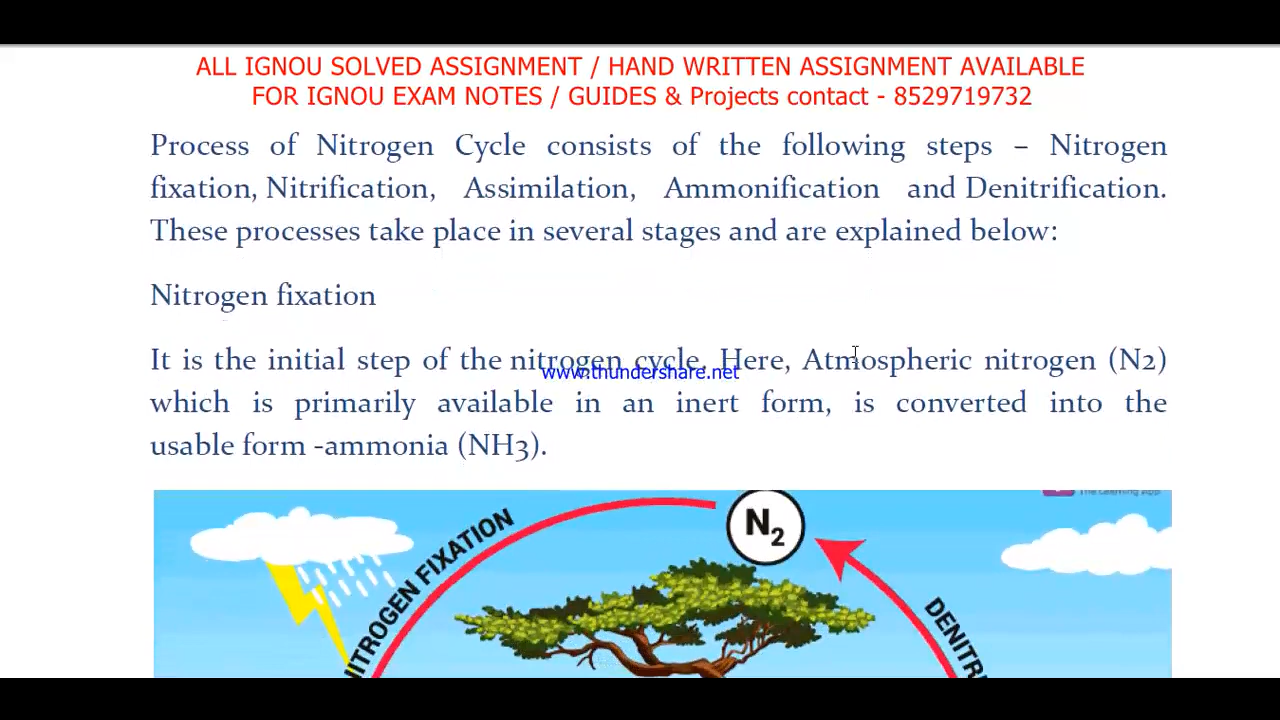 ALL IGNOU SOLVED ASSIGNMENT / HAND WRITTEN ASSIGNMENT AVAILABLE
FOR IGNOU EXAM NOTES / GUIDES & Projects contact - 8529719732
Process of Nitrogen Cycle consists of the following steps – Nitrogen
fixation, Nitrification, Assimilation, Ammonification and Denitrification.
These processes take place in several stages and are explained below:
Nitrogen fixation
It is the initial step of the nitrogen cycle. Here, Atmospheric nitrogen (N2)
www.thundershare.net
which is primarily available in an inert form, is converted into the
usable form -ammonia (NH3).
The Learning App
N2
NITROGEN FIXATION
DENITRI